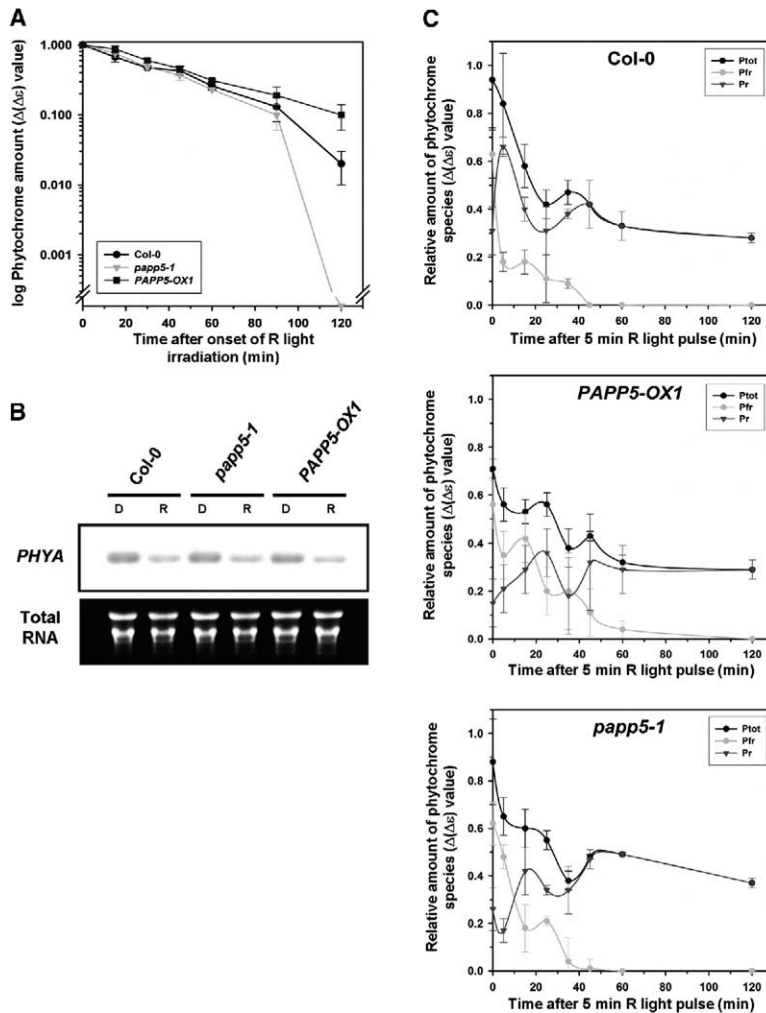 A
log Phytochrome amount (Δ(Δε) value)
1.000
0.100
0.010
0.001
Col-0
papp5-1
PAPP5-OX1
0 20 40 60 80 100 120
Time after onset of R light
irradiation (min)
B
Col-0 papp5-1 PAPP5-OX1
D R D R D R
PHYA
Total
RNA
C
Col-0
Relative amount of phytochrome
species (Δ(Δε) value)
1.0
0.8
0.6
0.4
0.2
0.0
Ptot
Pfr
Pr
0 20 40 60 80 100 120
Time after 5 min R light pulse (min)
PAPP5-OX1
Relative amount of phytochrome
species (Δ(Δε) value)
1.0
0.8
0.6
0.4
0.2
0.0
Ptot
Pfr
Pr
0 20 40 60 80 100 120
Time after 5 min R light pulse (min)
papp5-1
Relative amount of phytochrome
species (Δ(Δε) value)
1.0
0.8
0.6
0.4
0.2
0.0
Ptot
Pfr
Pr
0 20 40 60 80 100 120
Time after 5 min R light pulse (min)